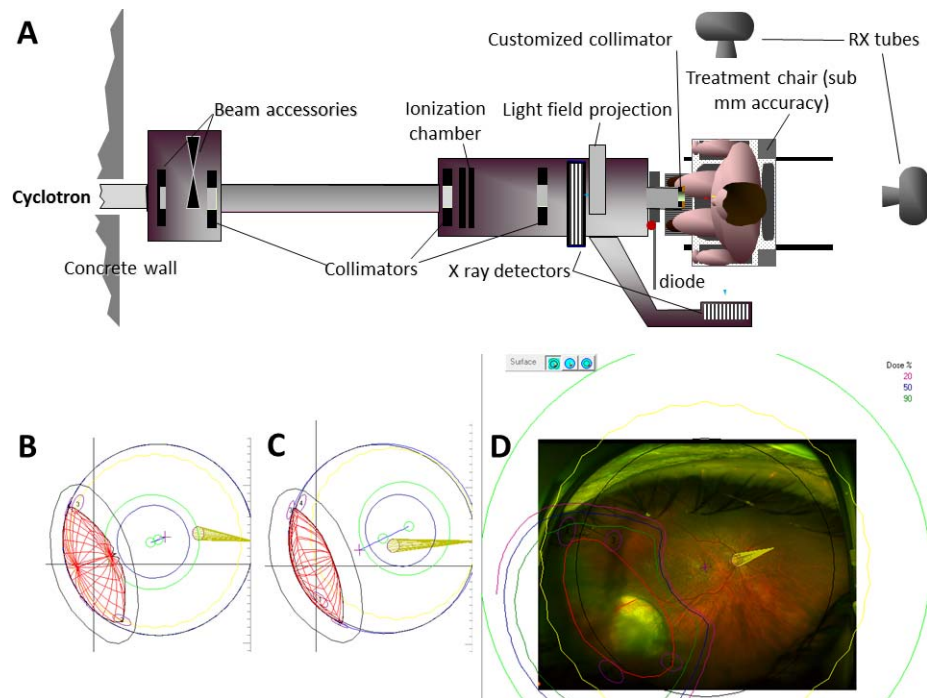 A
Customized collimator
RX tubes
Treatment chair (sub
mm accuracy)
Beam accessories
Ionization
chamber
Light field projection
Cyclotron
Concrete wall
Collimators
X ray detectors
diode
B
C
D
Surface
Dose %
20
50
90